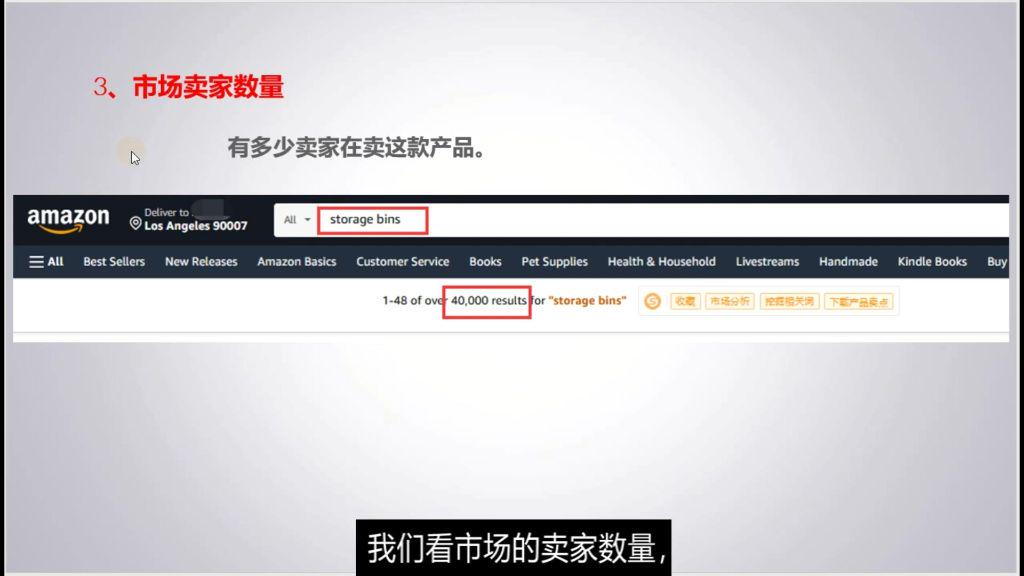 3、市场卖家数量
有多少卖家在卖这款产品。
amazon
Deliver to
Los Angeles 90007
All
storage bins
All Best Sellers New Releases Amazon Basics Customer Service Books Pet Supplies Health & Household Livestreams Handmade Kindle Books Buy
1-48 of over 40,000 results for "storage bins"
收藏 市场分析 挖掘相关词 下载产品卖点
我们看市场的卖家数量,